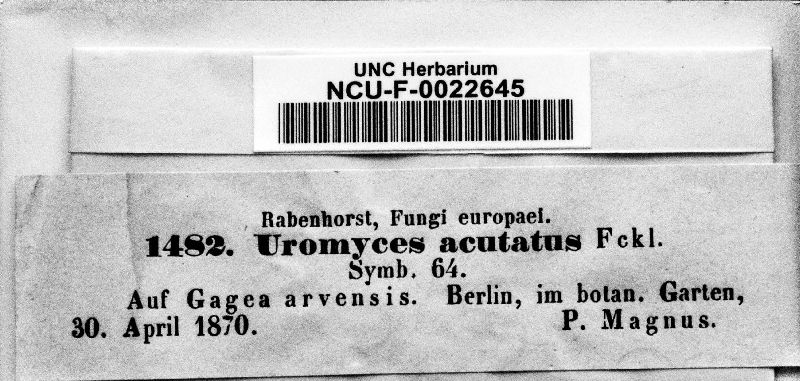 UNC Herbarium
NCU-F-0022645
Rabenhorst, Fungi europaei.
1482. Uromyces acutatus Fckl.
Symb. 64.
Auf Gagea arvensis. Berlin, im botan. Garten,
30. April 1870. P. Magnus.